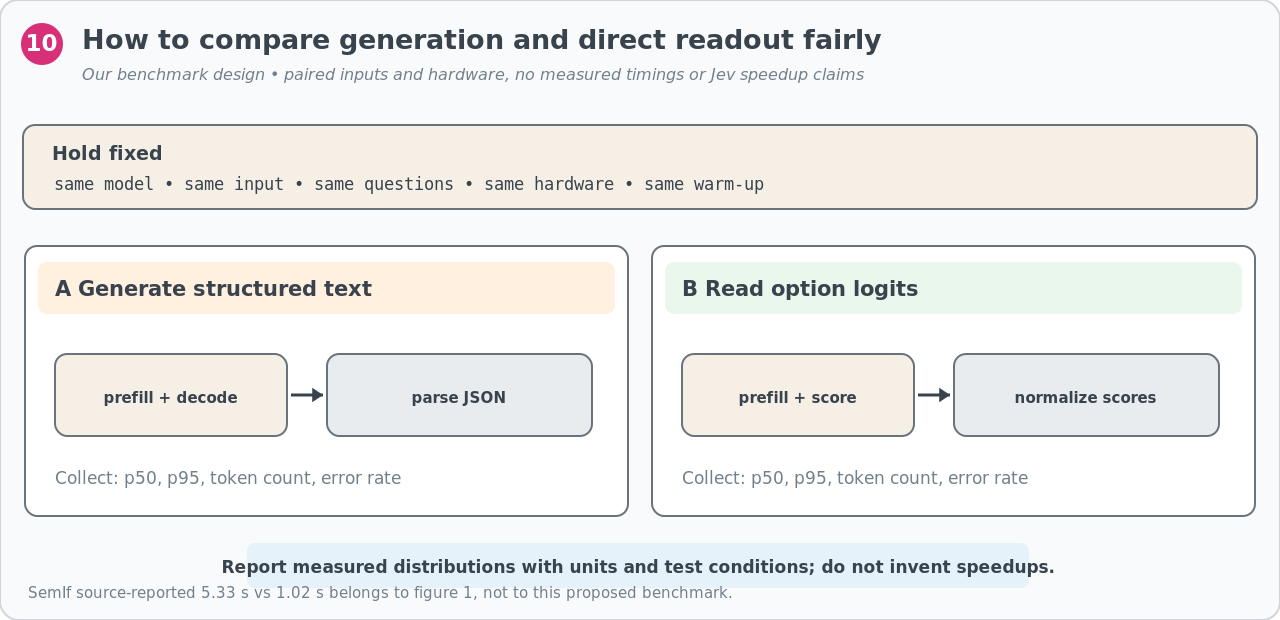 10
How to compare generation and direct readout fairly
Our benchmark design • paired inputs and hardware, no measured timings or Jev speedup claims
Hold fixed
same model • same input • same questions • same hardware • same warm-up
A Generate structured text
prefill + decode
parse JSON
Collect: p50, p95, token count, error rate
B Read option logits
prefill + score
normalize scores
Collect: p50, p95, token count, error rate
Report measured distributions with units and test conditions; do not invent speedups.
SemIf source-reported 5.33 s vs 1.02 s belongs to figure 1, not to this proposed benchmark.